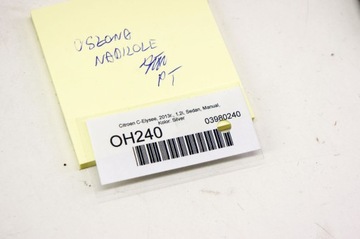 OSŁONA
NADKOLE
PT
Citroen C-Elysee, 2013r., 1,2i, Sedan, Manual,
Kolor: Silver
OH240
03980240